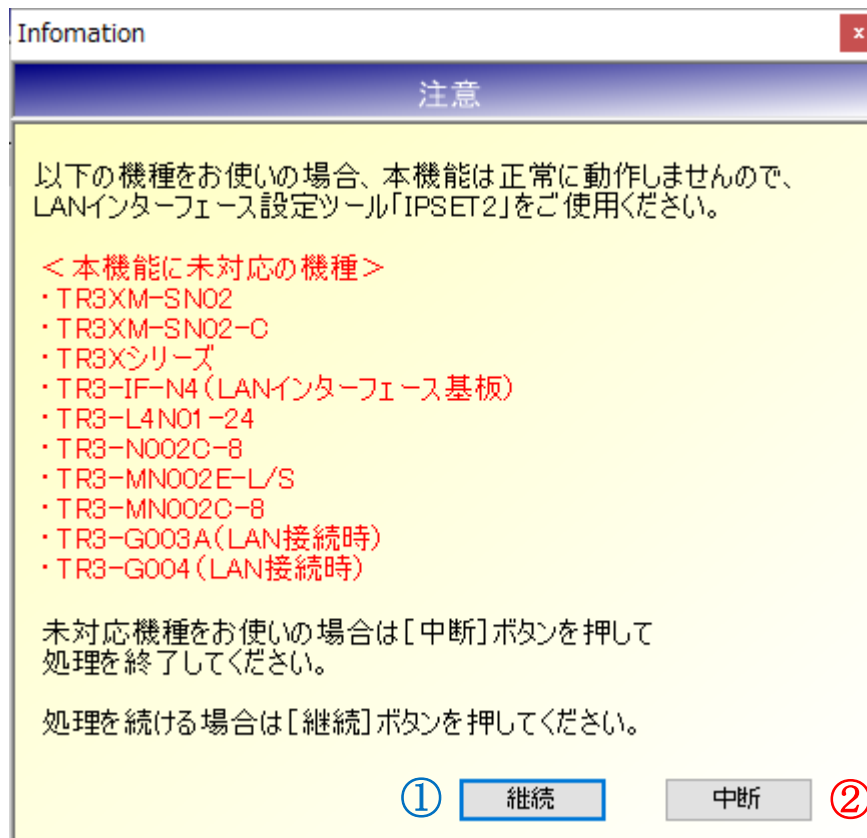 Infomation
x
注意
以下の機種をお使いの場合、本機能は正常に動作しませんので、
LANインターフェース設定ツール「IPSET2」をご使用ください。
＜本機能に未対応の機種＞
・TR3XM-SN02
・TR3XM-SN02-C
・TR3Xシリーズ
・TR3-IF-N4(LANインターフェース基板)
・TR3-L4N01-24
・TR3-N002C-8
・TR3-MN002E-L/S
・TR3-MN002C-8
・TR3-G003A(LAN接続時)
・TR3-G004(LAN接続時)
未対応機種をお使いの場合は[中断]ボタンを押して
処理を終了してください。
処理を続ける場合は[継続]ボタンを押してください。
① 継続 中断 ②